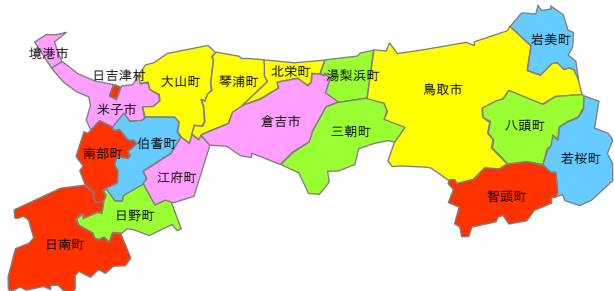 岩美町
境港市
日吉津村
大山町
琴浦町
北栄町
湯梨浜町
鳥取市
米子市
倉吉市
三朝町
八頭町
南部町
伯耆町
若桜町
江府町
智頭町
日野町
日南町